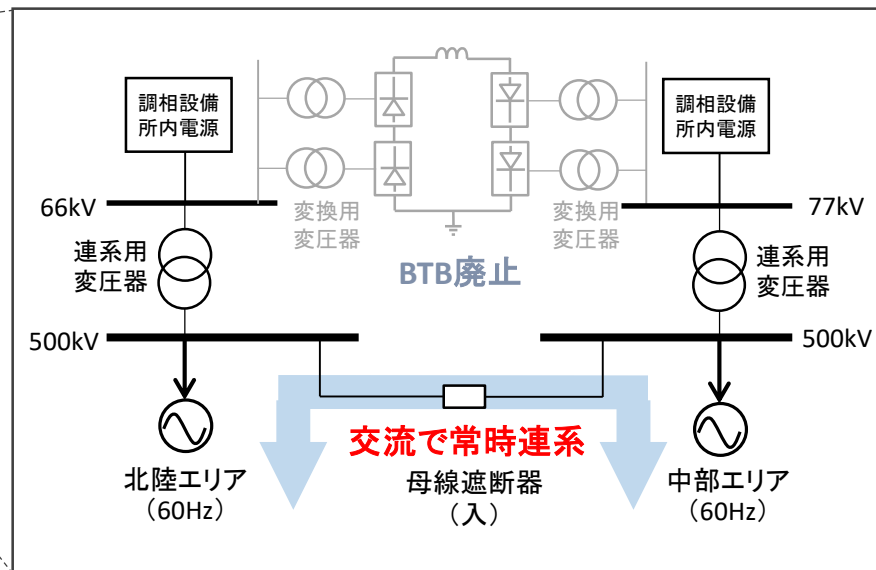 調相設備
所内電源
調相設備
所内電源
66kV
変換用
変圧器
変換用
変圧器
77kV
連系用
変圧器
BTB廃止
連系用
変圧器
500kV
500kV
交流で常時連系
北陸エリア
（60Hz）
母線遮断器
（入）
中部エリア
（60Hz）